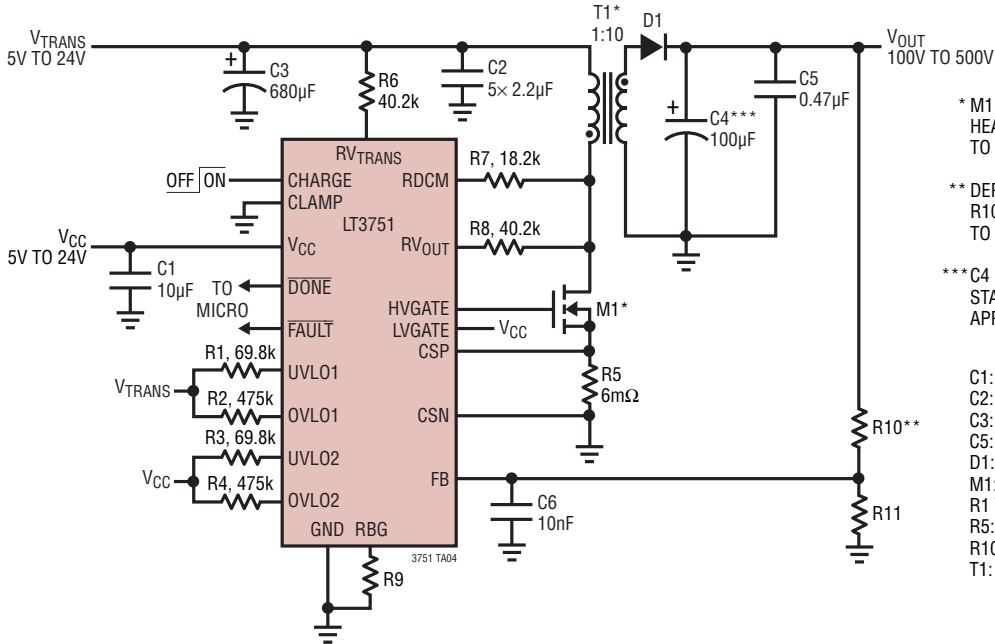 T1*
1:10
D1
VTRANS
5V TO 24V
VOUT
100V TO 500V
+
C3
680µF
R6
40.2k
C2
5× 2.2µF
+
C4***
100µF
C5
0.47µF
RVTRANS
OFF ON
CHARGE
CLAMP
LT3751
RDCM
R7, 18.2k
VCC
5V TO 24V
VCC
C1
10µF
RVOUT
R8, 40.2k
TO
MICRO
DONE
FAULT
HVGATE
LVGATE
VCC
CSP
M1*
R5
6mΩ
CSN
VTRANS
R1, 69.8k
UVLO1
R2, 475k
OVLO1
VCC
R3, 69.8k
UVLO2
R4, 475k
OVLO2
FB
C6
10nF
R10**
R11
GND RBG
R9
3751 TA04
* M1
HEA
TO
** DEP
R10
TO
*** C4
STA
APP
C1:
C2:
C3:
C5:
D1:
M1:
R1
R5:
R10
T1: